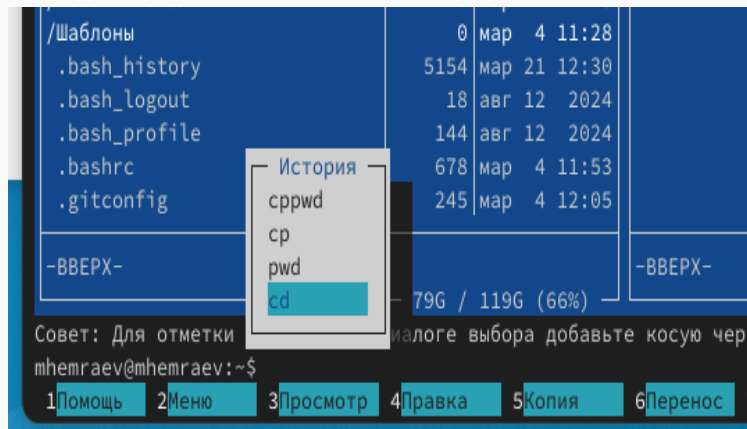 /Шаблоны 0 мар 4 11:28
.bash_history 5154 мар 21 12:30
.bash_logout 18 авг 12 2024
.bash_profile 144 авг 12 2024
.bashrc 678 мар 4 11:53
.gitconfig 245 мар 4 12:05
История
cppwd
cp
pwd
cd
-ВВЕРХ-
79G / 119G (66%)
-ВВЕРХ-
Совет: Для отметки иалоге выбора добавьте косую чер
mhemraev@mhemraev:~$
1Помощь 2Меню 3Просмотр 4Правка 5Копия 6Перенос